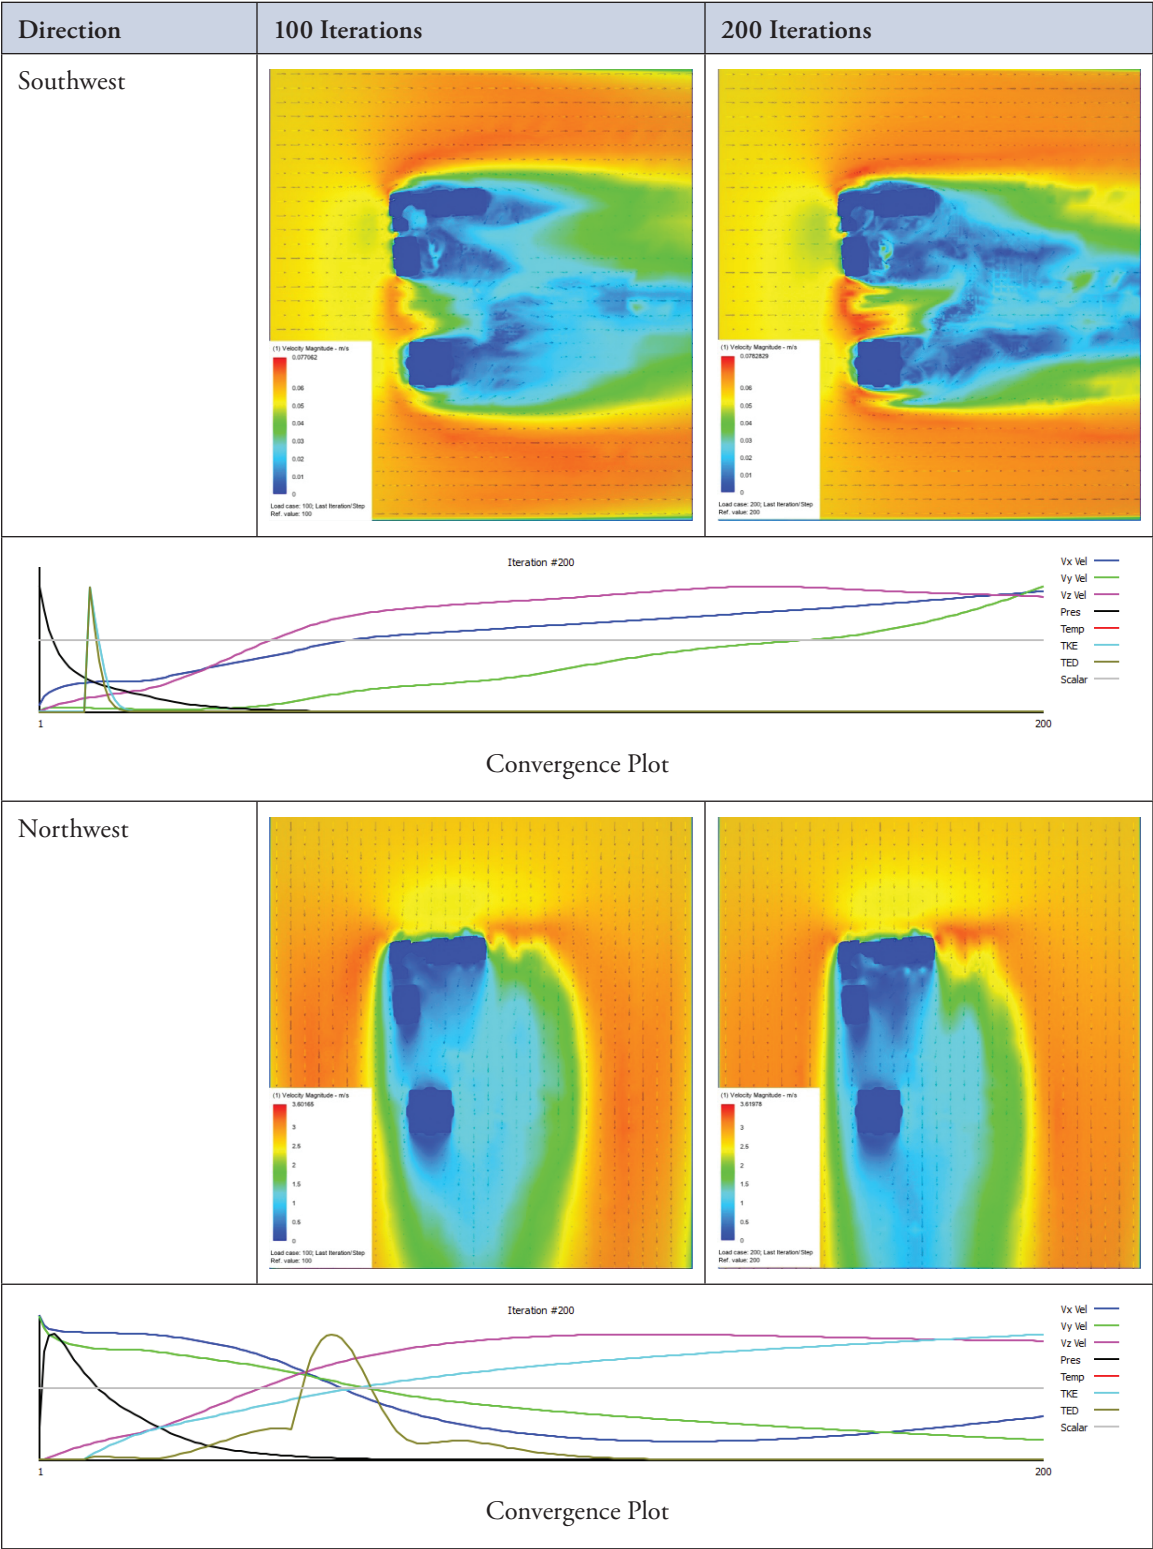 Direction
100 Iterations
200 Iterations
Southwest
(1) Velocity Magnitude - m/s
0.077062
0.06
0.05
0.04
0.03
0.02
0.01
0
Load case: 100; Last Iteration/Step
Ref. value: 100
(1) Velocity Magnitude - m/s
0.0782829
0.06
0.05
0.04
0.03
0.02
0.01
0
Load case: 200; Last Iteration/Step
Ref. value: 200
Iteration #200
Vx Vel
Vy Vel
Vz Vel
Pres
Temp
TKE
TED
Scalar
1
200
Convergence Plot
Northwest
(1) Velocity Magnitude - m/s
3.60165
3
2.5
2
1.5
1
0.5
0
Load case: 100; Last Iteration/Step
Ref. value: 100
(1) Velocity Magnitude - m/s
3.61978
3
2.5
2
1.5
1
0.5
0
Load case: 200; Last Iteration/Step
Ref. value: 200
Iteration #200
Vx Vel
Vy Vel
Vz Vel
Pres
Temp
TKE
TED
Scalar
1
200
Convergence Plot